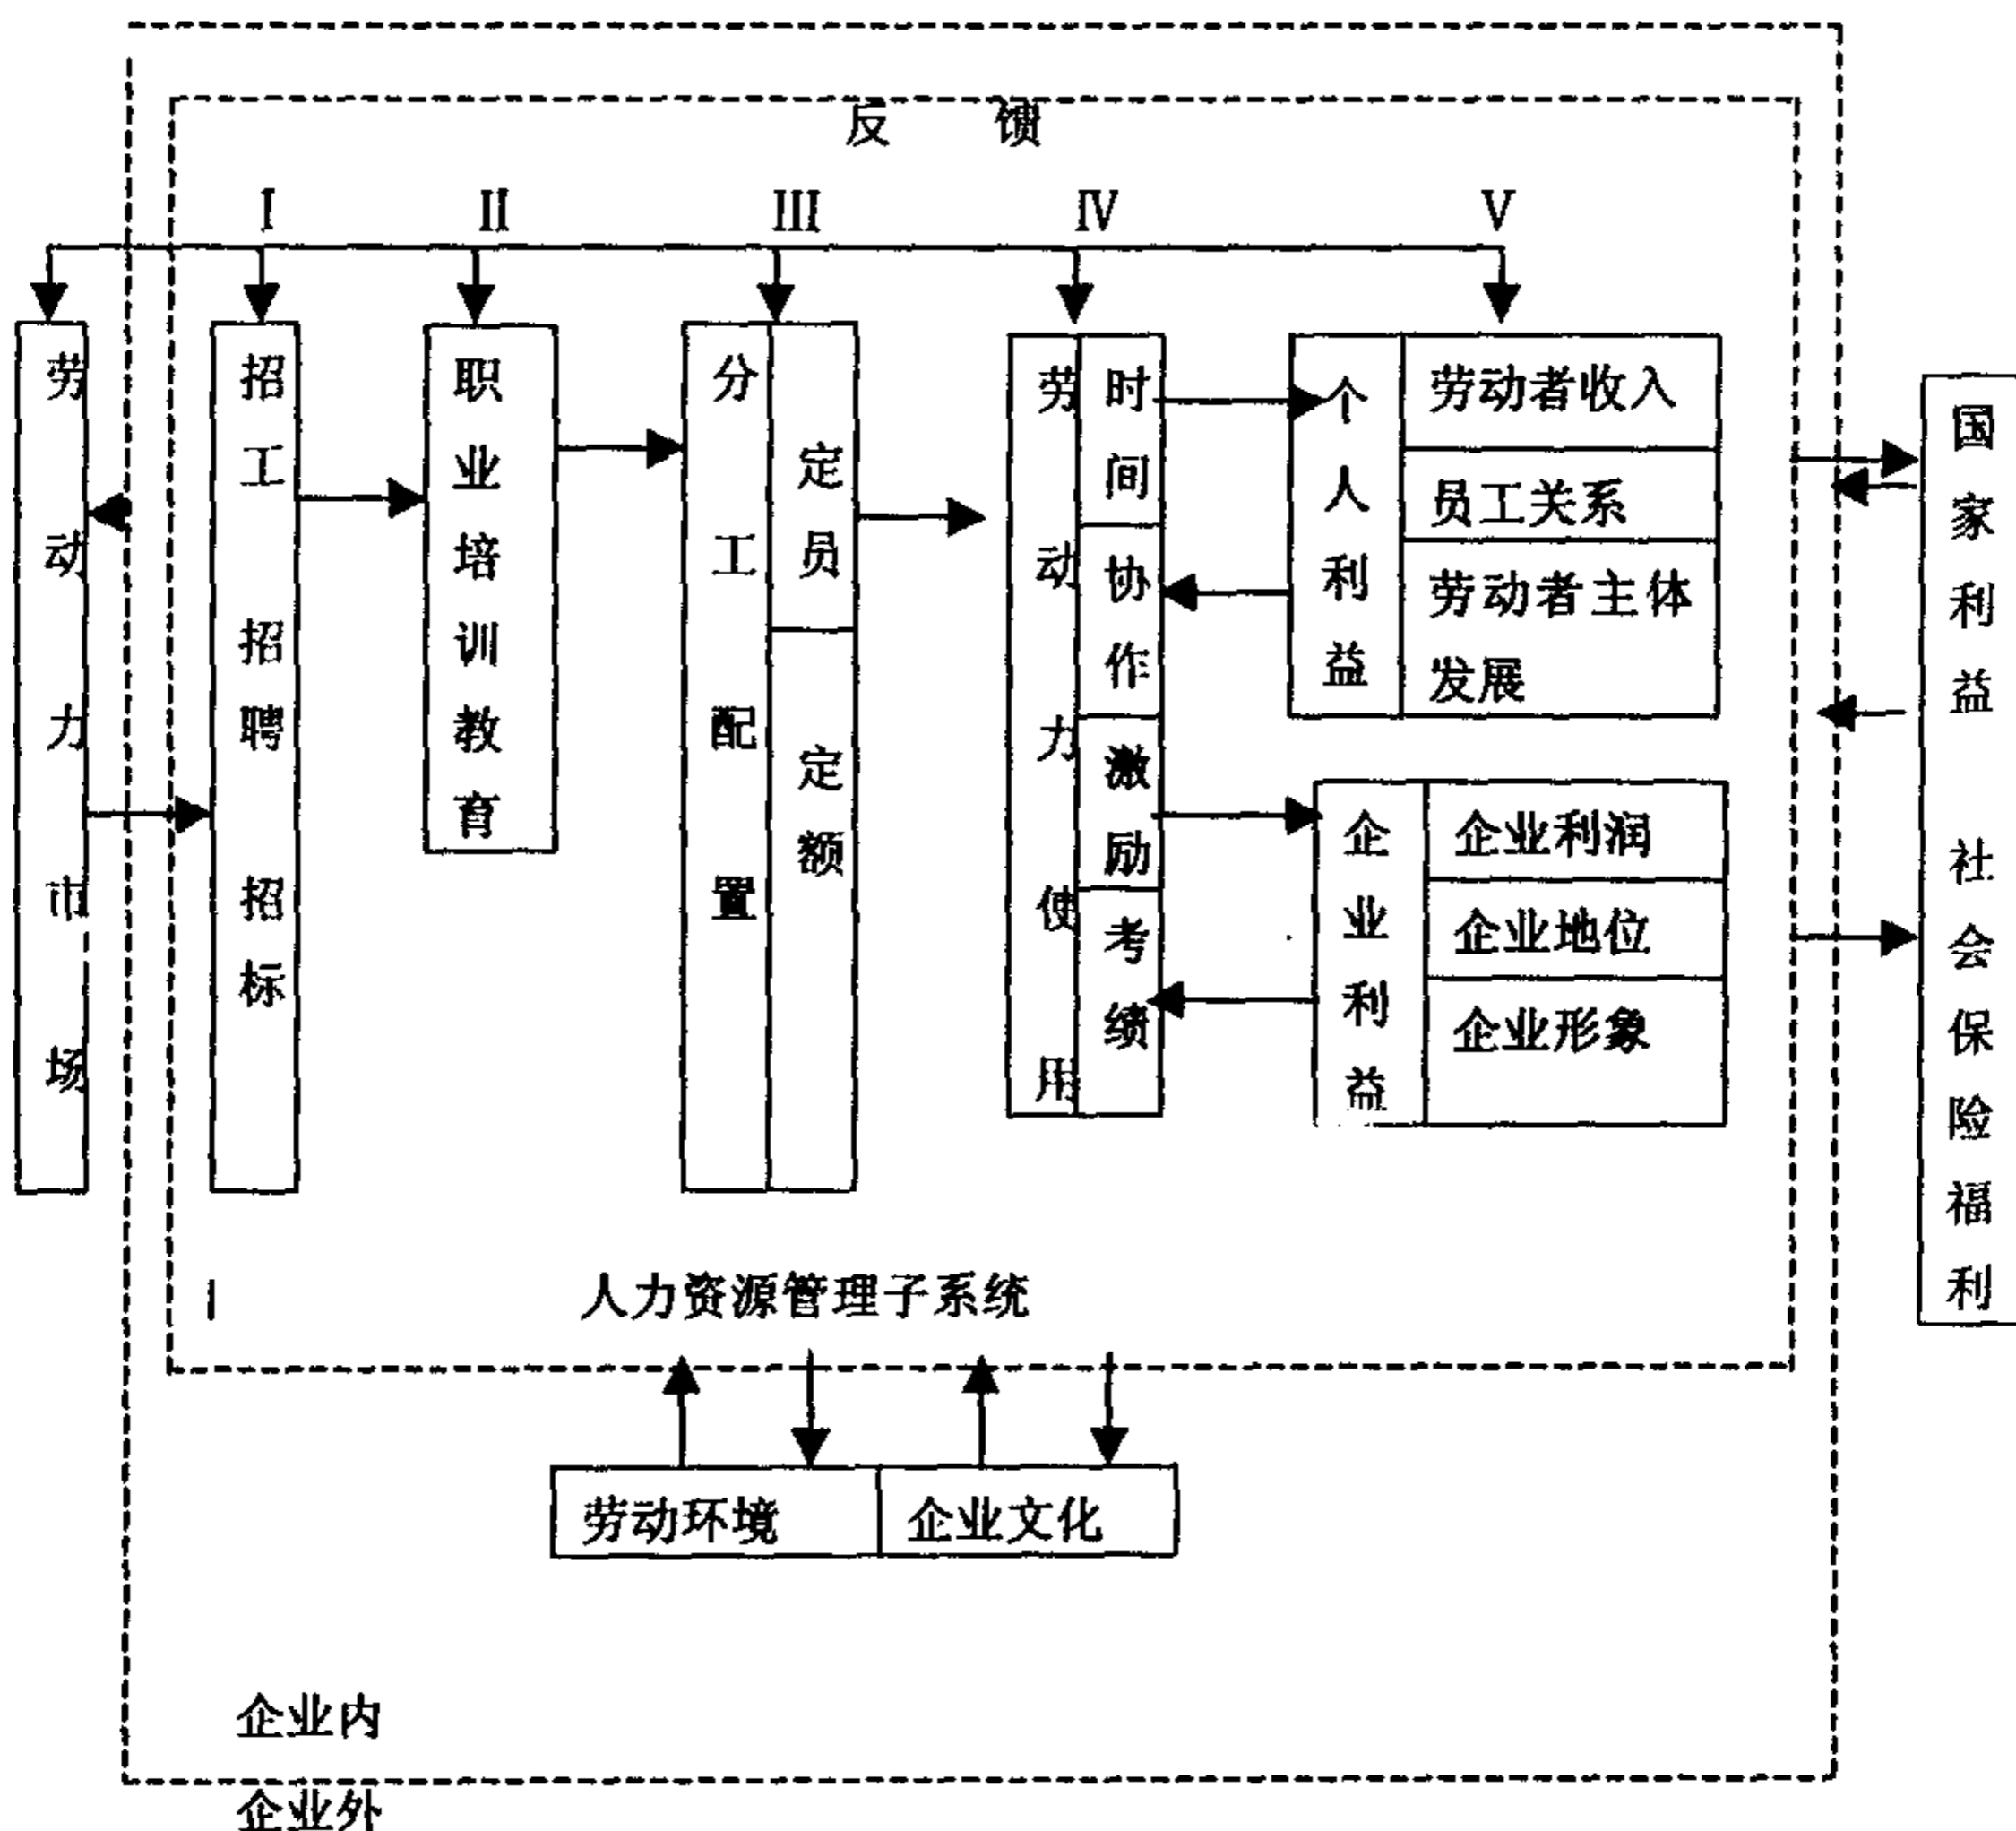 反 馈
I II III IV V
劳动力市场
招工 招聘 招标
职业培训教育
分工配置
定员
定额
劳动力使用
时间
协作
激励
考绩
个人利益
劳动者收入
员工关系
劳动者主体
发展
企业利益
企业利润
企业地位
企业形象
国家利益 社会保险福利
人力资源管理子系统
劳动环境
企业文化
企业内
企业外